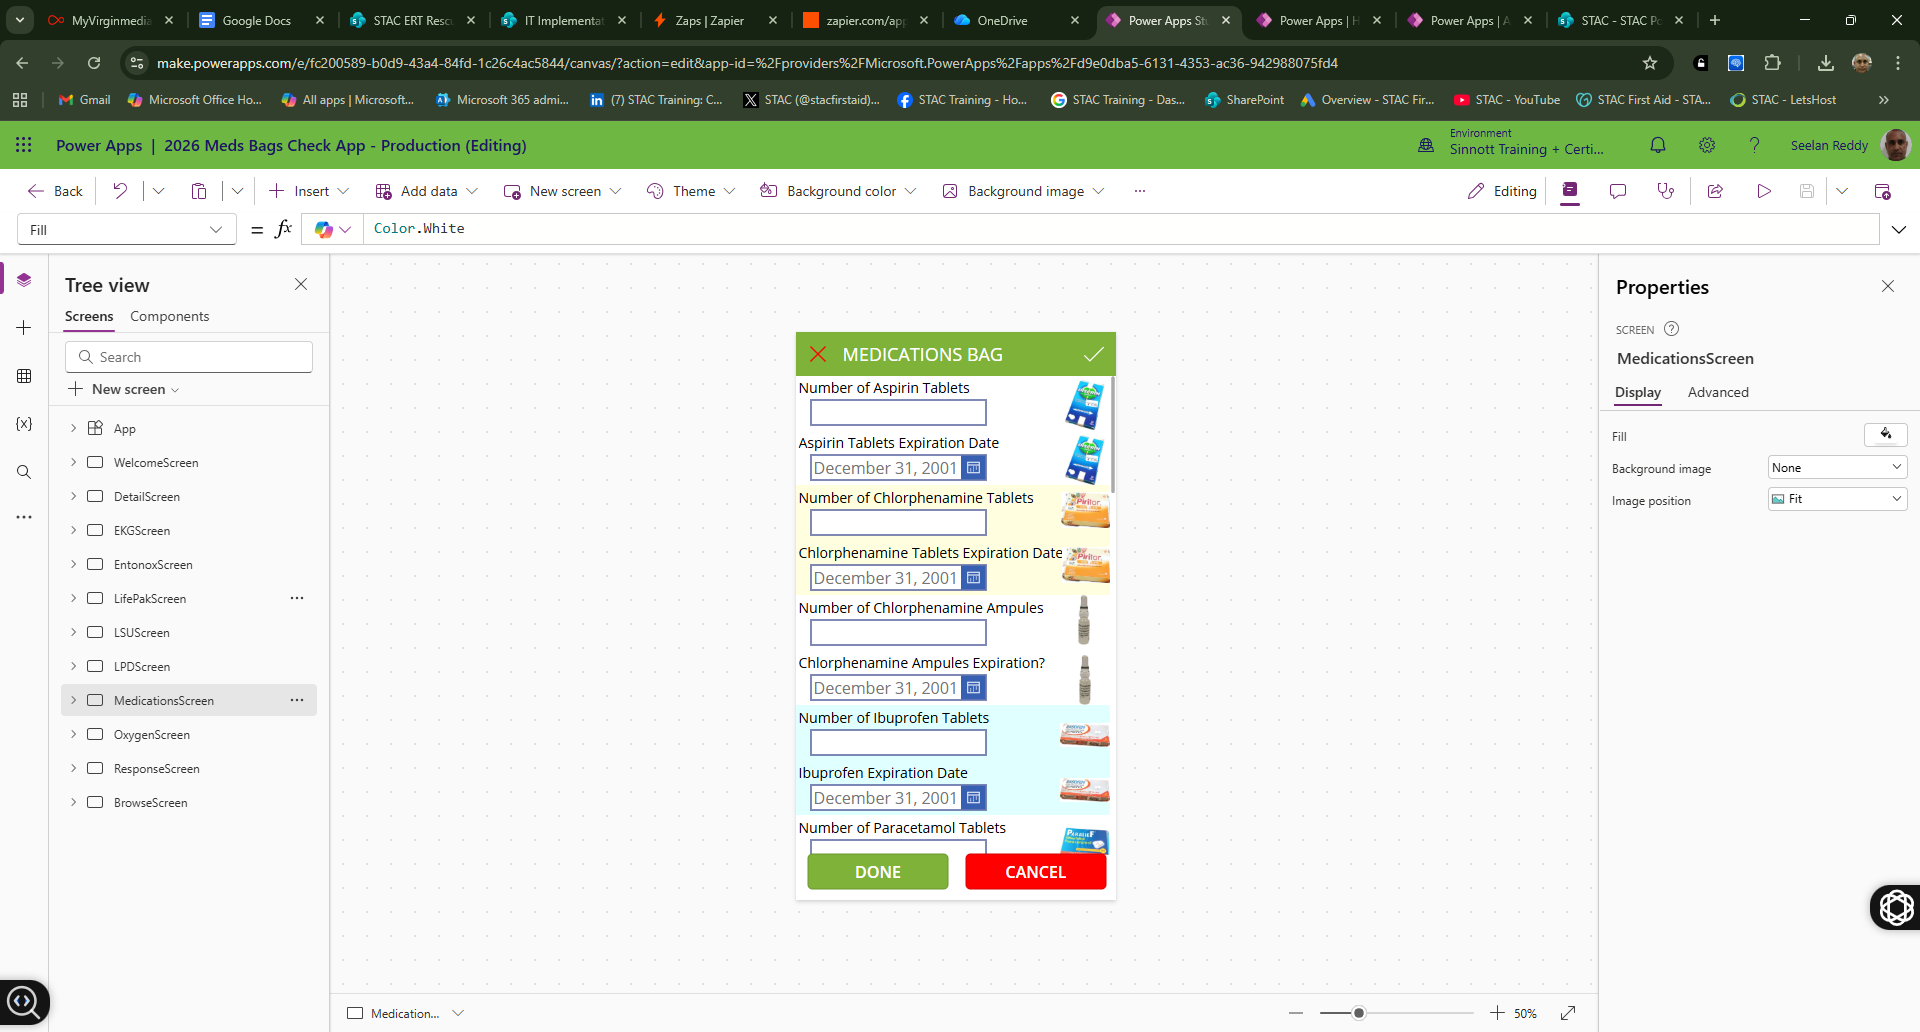 MyVirginmedia
Google Docs
STAC ERT Resc
IT Implementat
Zaps | Zapier
zapier.com/app
OneDrive
Power Apps Stu
Power Apps | H
Power Apps | A
STAC - STAC Po
make.powerapps.com/e/fc200589-b0d9-43a4-84fd-1c26c4ac5844/canvas/?action=edit&app-id=%2Fproviders%2FMicrosoft.PowerApps%2Fapps%2Fd9e0dba5-6131-4353-ac36-942988075fd4
Gmail
Microsoft Office Ho...
All apps | Microsoft...
Microsoft 365 admi...
(7) STAC Training: C...
STAC (@stacfirstaid)...
STAC Training - Ho...
STAC Training - Das...
SharePoint
Overview - STAC Fir...
STAC - YouTube
STAC First Aid - STA...
STAC - LetsHost
Power Apps | 2026 Meds Bags Check App - Production (Editing)
Environment
Sinnott Training + Certi...
Seelan Reddy
Back
Insert
Add data
New screen
Theme
Background color
Background image
Editing
Fill
= fx
Color.White
Tree view
Screens
Components
Search
New screen
App
WelcomeScreen
DetailScreen
EKGScreen
EntonoxScreen
LifePakScreen
LSUScreen
LPDScreen
MedicationsScreen
OxygenScreen
ResponseScreen
BrowseScreen
MEDICATIONS BAG
Number of Aspirin Tablets
Aspirin Tablets Expiration Date
December 31, 2001
Number of Chlorphenamine Tablets
Chlorphenamine Tablets Expiration Date
December 31, 2001
Number of Chlorphenamine Ampules
Chlorphenamine Ampules Expiration?
December 31, 2001
Number of Ibuprofen Tablets
Ibuprofen Expiration Date
December 31, 2001
Number of Paracetamol Tablets
DONE
CANCEL
Properties
SCREEN
MedicationsScreen
Display
Advanced
Fill
Background image
None
Image position
Fit
Medication...
50%